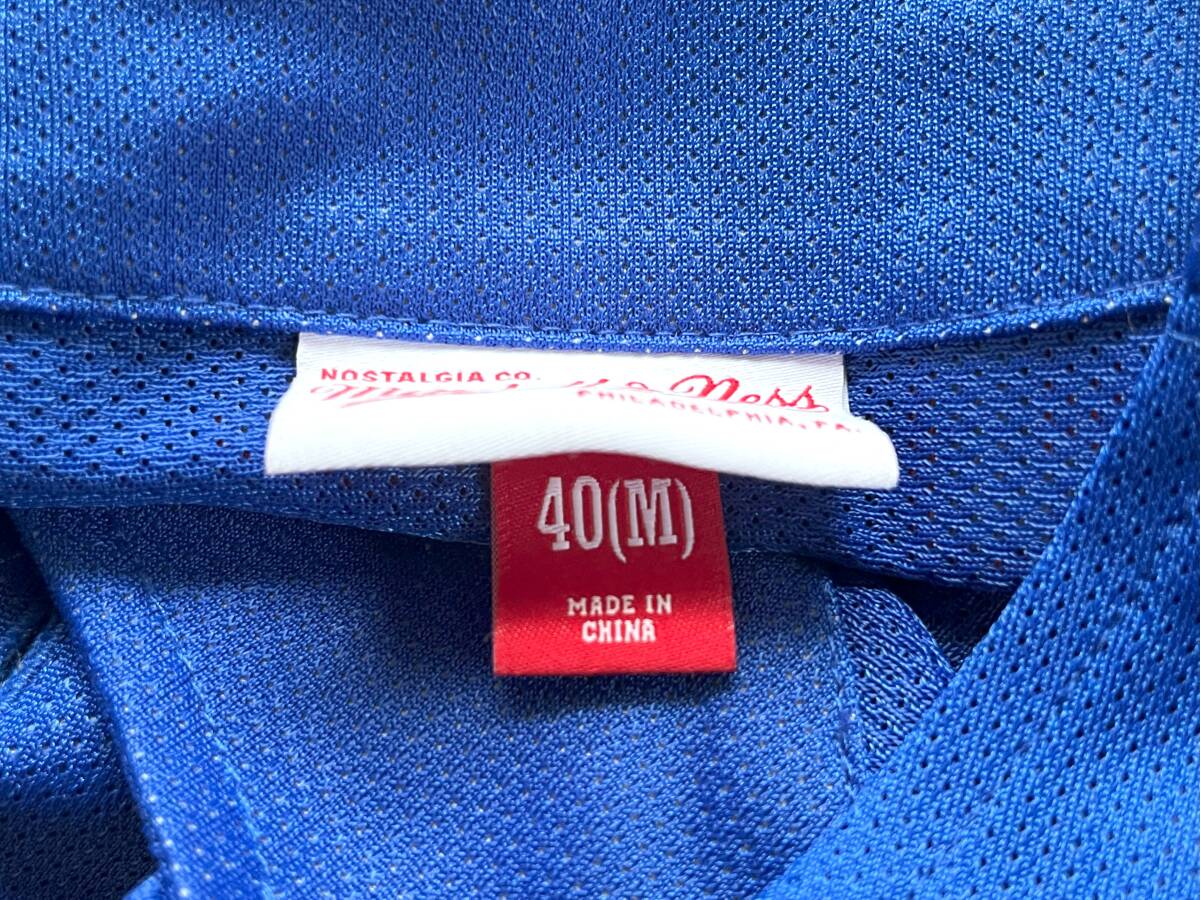 NOSTALGIA CO.
Ness
PHILADELPHIA, PA.
40(M)
MADE IN
CHINA